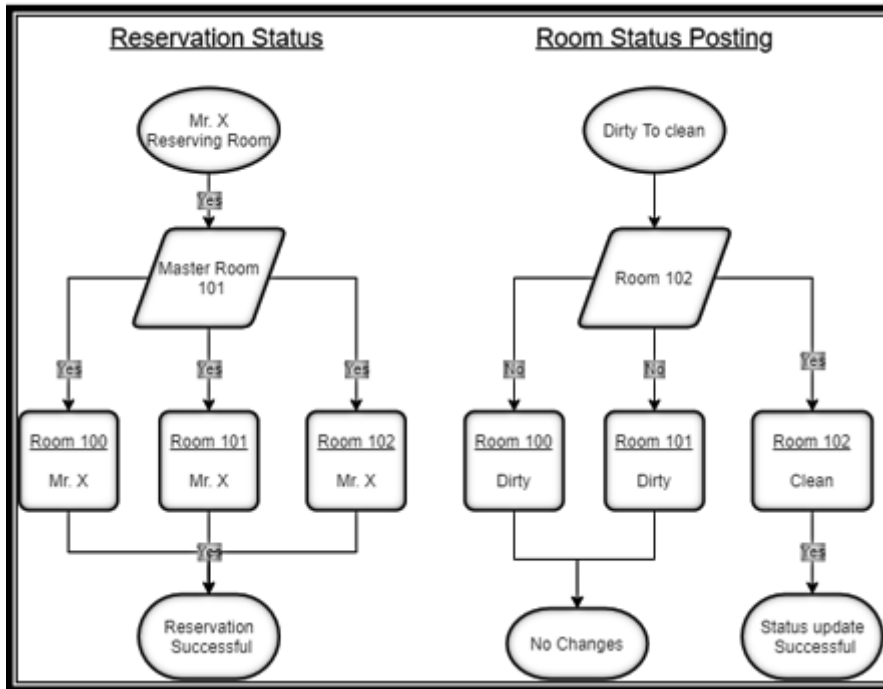 Reservation Status
Mr. X
Reserving Room
Yes
Master Room
101
Yes
Yes
Yes
Room 100
Mr. X
Room 101
Mr. X
Room 102
Mr. X
Yes
Reservation
Successful
Room Status Posting
Dirty To clean
Room 102
No
No
Yes
Room 100
Dirty
Room 101
Dirty
Room 102
Clean
Yes
No Changes
Status update
Successful